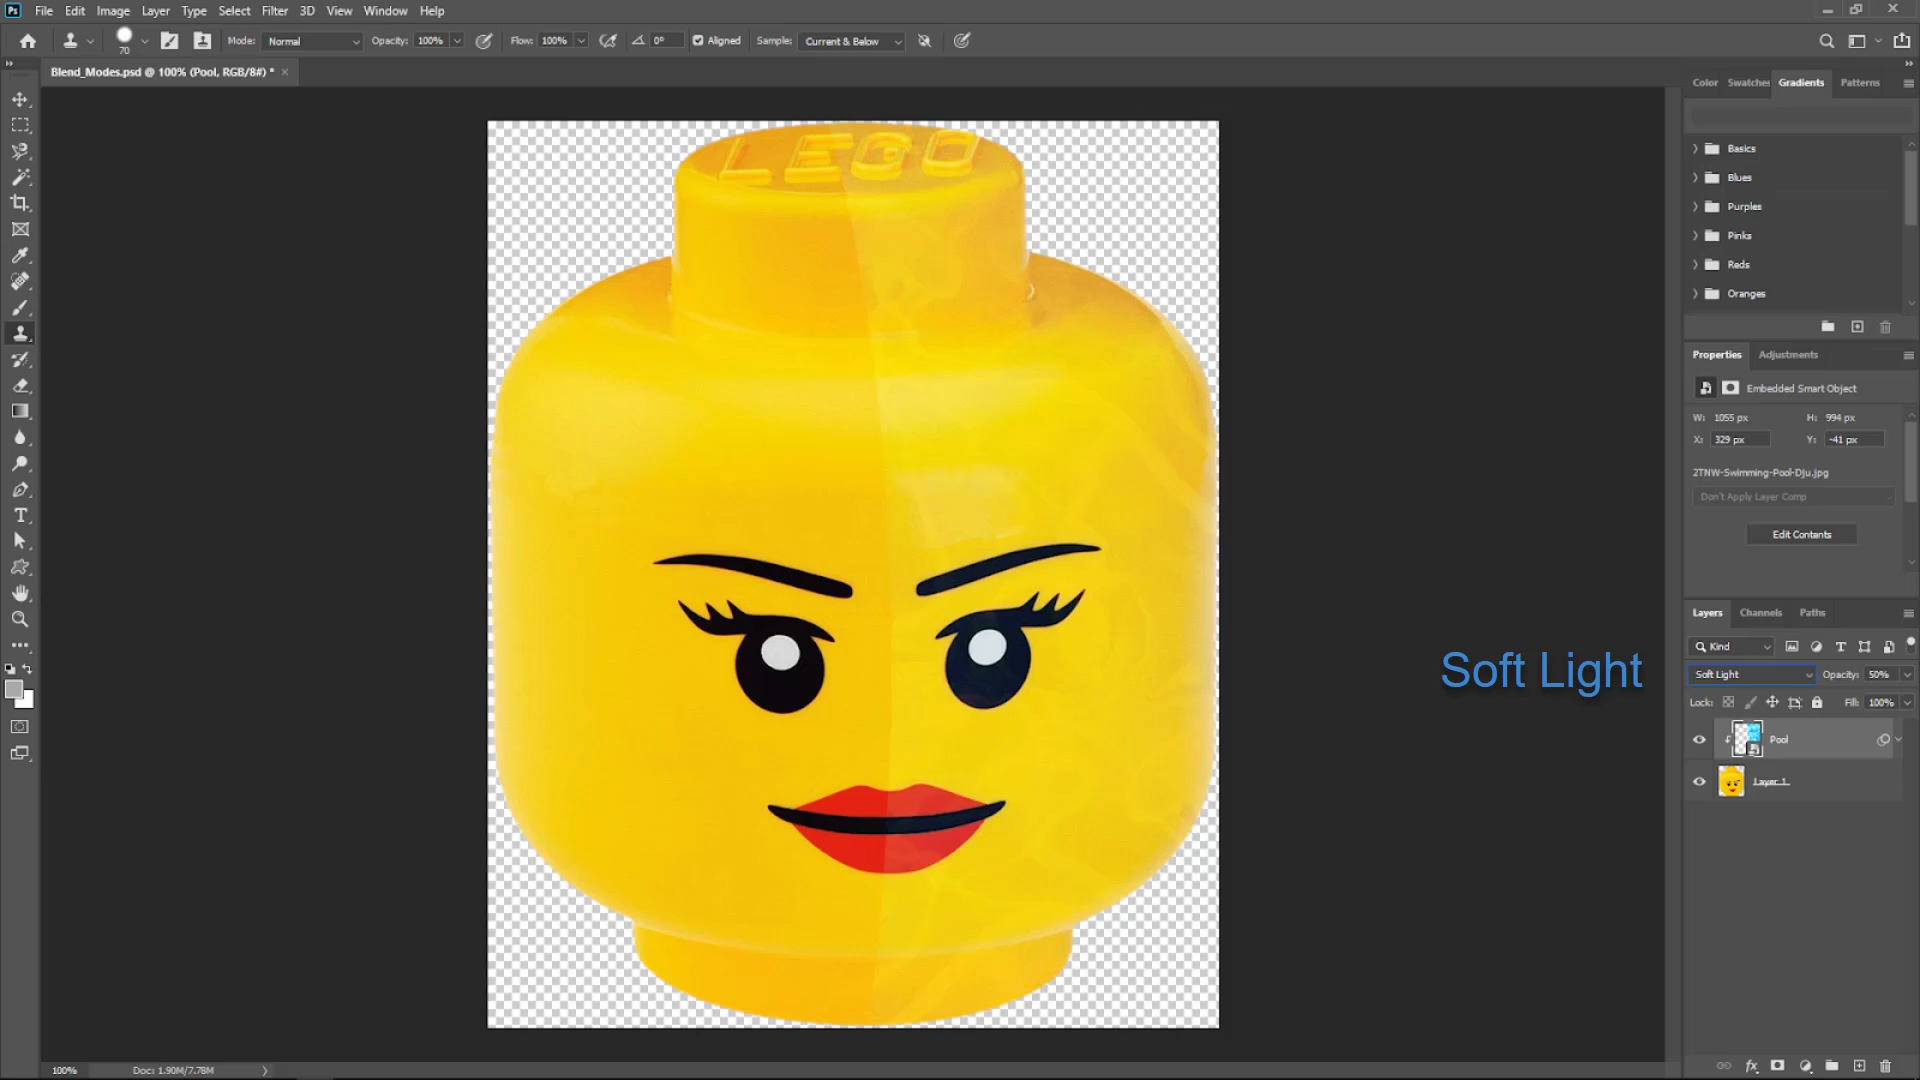 Ps File Edit Image Layer Type Select Filter 3D View Window Help
70 Mode: Normal Opacity: 100% Flow: 100% 0° Aligned Sample: Current & Below
Blend_Modes.psd @ 100% (Pool, RGB/8#) * ×
Color Swatches Gradients Patterns
Basics
Blues
Purples
Pinks
Reds
Oranges
Properties Adjustments
Embedded Smart Object
W: 1055 px H: 994 px
X: 329 px Y: -41 px
2TNW-Swimming-Pool-Dju.jpg
Don't Apply Layer Comp
Edit Contents
Layers Channels Paths
Kind
Soft Light Opacity: 50%
Lock: Fill: 100%
Pool
Layer 1
LEGO
Soft Light
100% Doc: 1.90M/7.78M